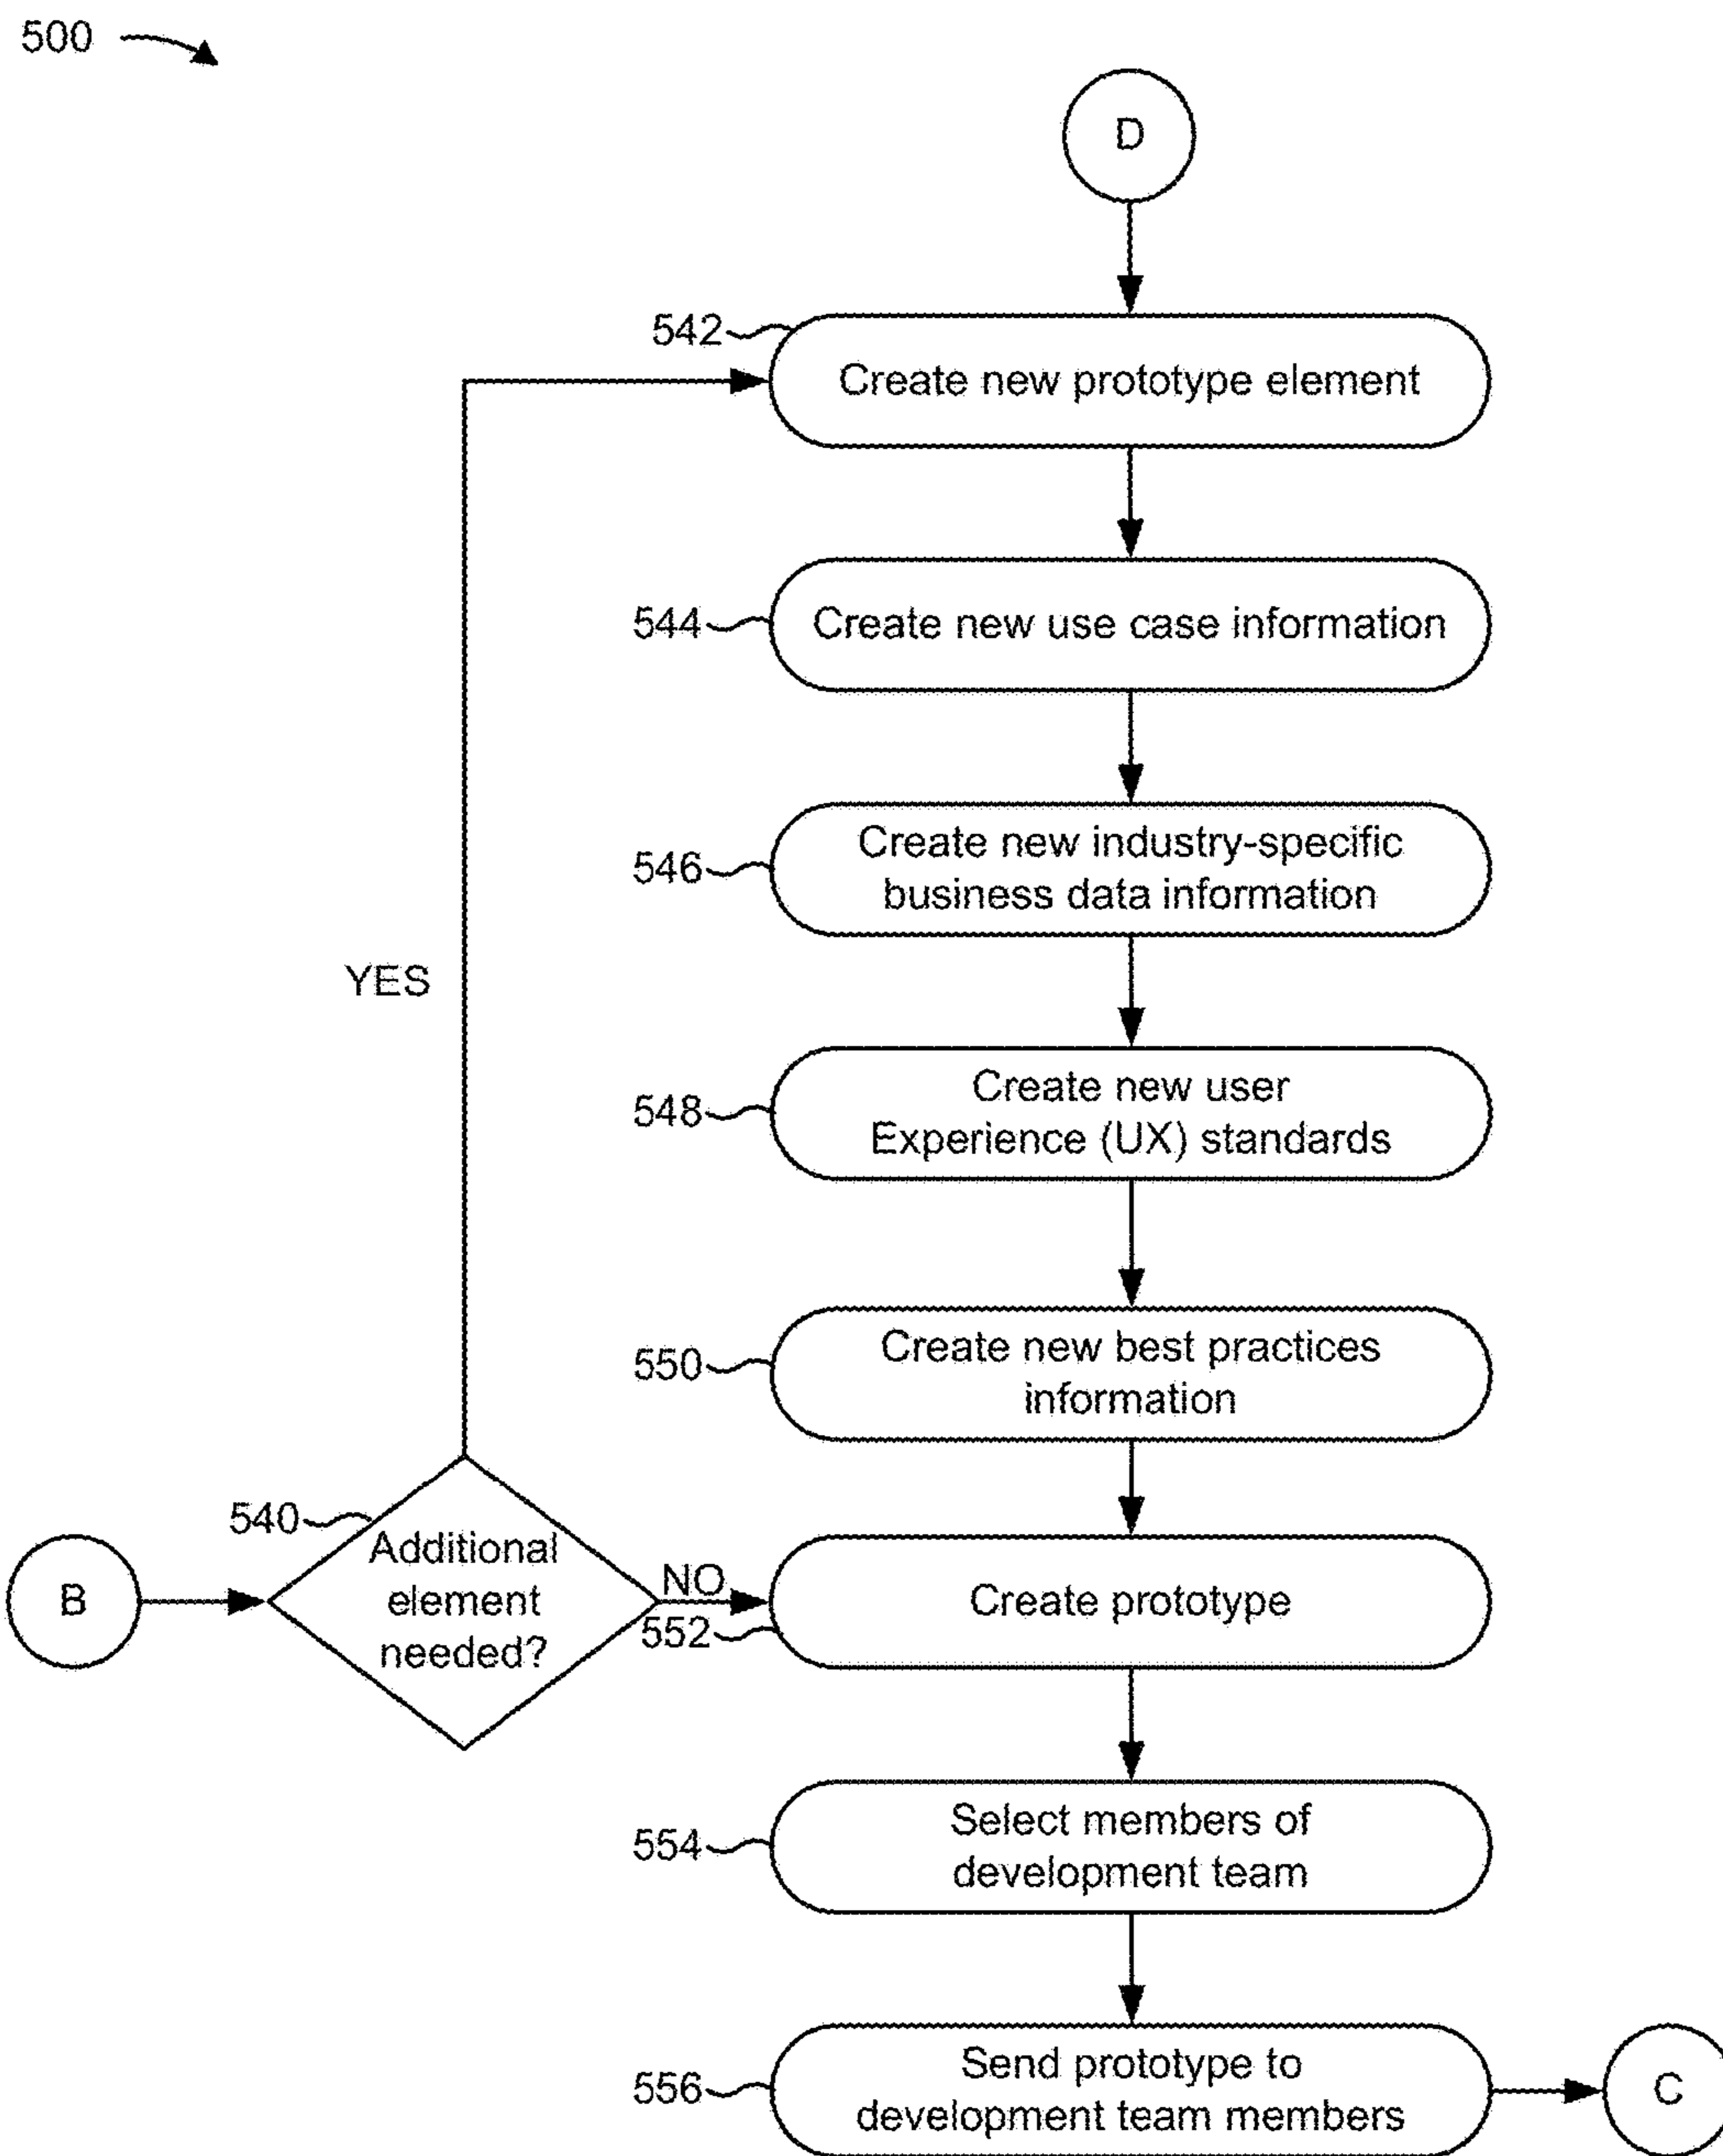 500
D
542
Create new prototype element
544
Create new use case information
546
Create new industry-specific
business data information
YES
548
Create new user
Experience (UX) standards
550
Create new best practices
information
540
Additional
element
needed?
B
NO
552
Create prototype
554
Select members of
development team
556
Send prototype to
development team members
C